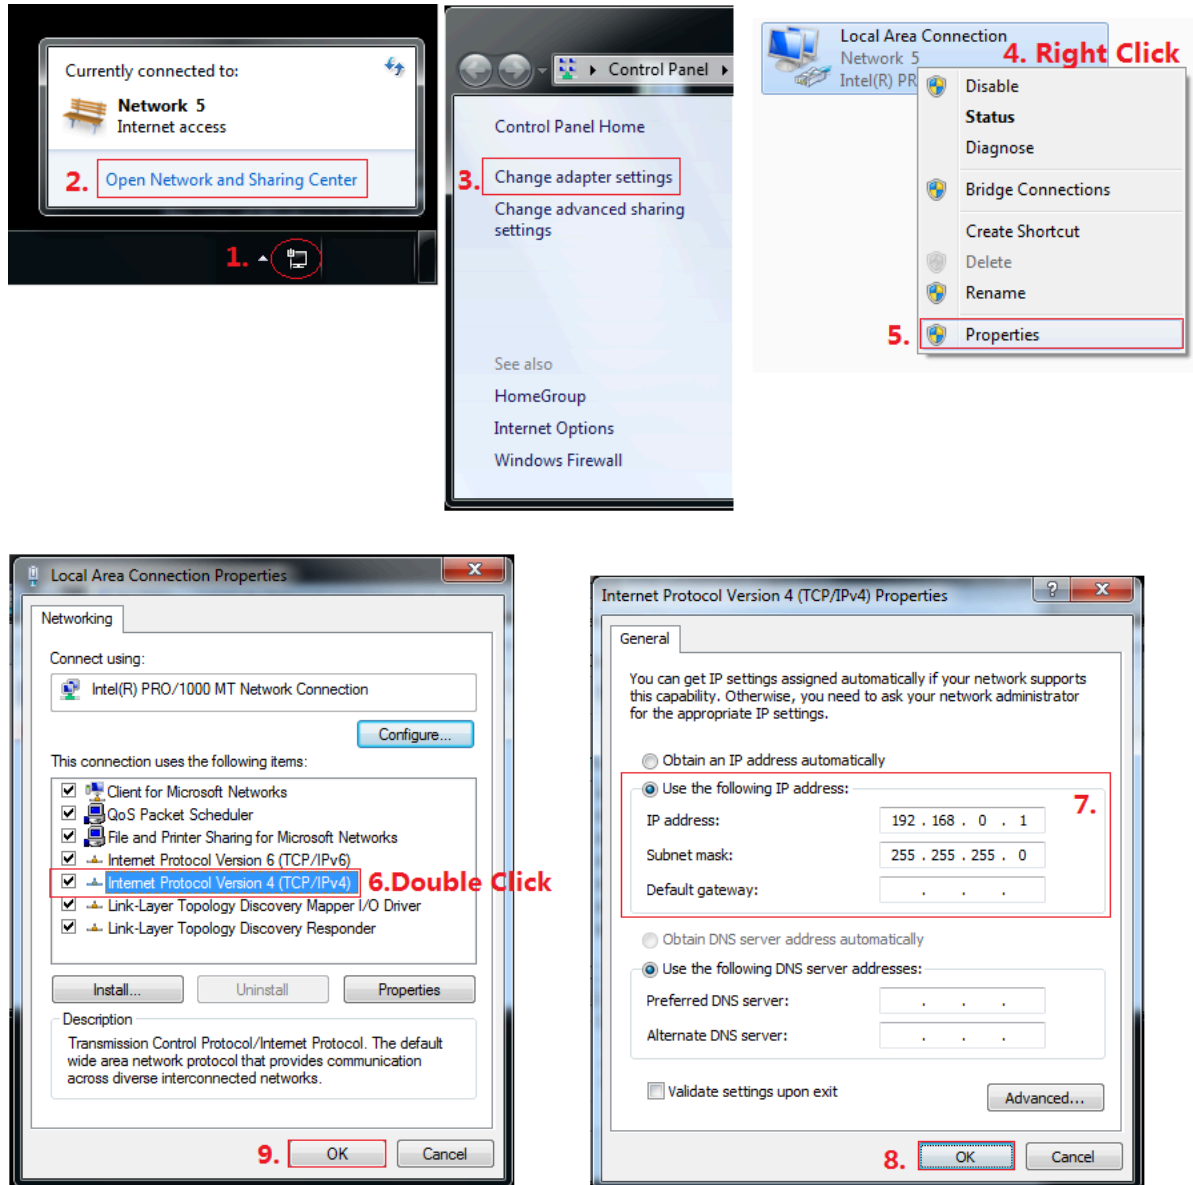 Currently connected to:
Network 5
Internet access
2. Open Network and Sharing Center
1.
Control Panel
Control Panel Home
3. Change adapter settings
Change advanced sharing
settings
See also
HomeGroup
Internet Options
Windows Firewall
Local Area Connection
Network 5
4. Right Click
Intel(R) PR
Disable
Status
Diagnose
Bridge Connections
Create Shortcut
Delete
Rename
5. Properties
Local Area Connection Properties
Networking
Connect using:
Intel(R) PRO/1000 MT Network Connection
Configure...
This connection uses the following items:
Client for Microsoft Networks
QoS Packet Scheduler
File and Printer Sharing for Microsoft Networks
Internet Protocol Version 6 (TCP/IPv6)
Internet Protocol Version 4 (TCP/IPv4) 6.Double Click
Link-Layer Topology Discovery Mapper I/O Driver
Link-Layer Topology Discovery Responder
Install... Uninstall Properties
Description
Transmission Control Protocol/Internet Protocol. The default
wide area network protocol that provides communication
across diverse interconnected networks.
9. OK Cancel
Internet Protocol Version 4 (TCP/IPv4) Properties
General
You can get IP settings assigned automatically if your network supports
this capability. Otherwise, you need to ask your network administrator
for the appropriate IP settings.
Obtain an IP address automatically
Use the following IP address:
7.
IP address: 192 . 168 . 0 . 1
Subnet mask: 255 . 255 . 255 . 0
Default gateway: . . .
Obtain DNS server address automatically
Use the following DNS server addresses:
Preferred DNS server: . . .
Alternate DNS server: . . .
Validate settings upon exit
Advanced...
8. OK Cancel